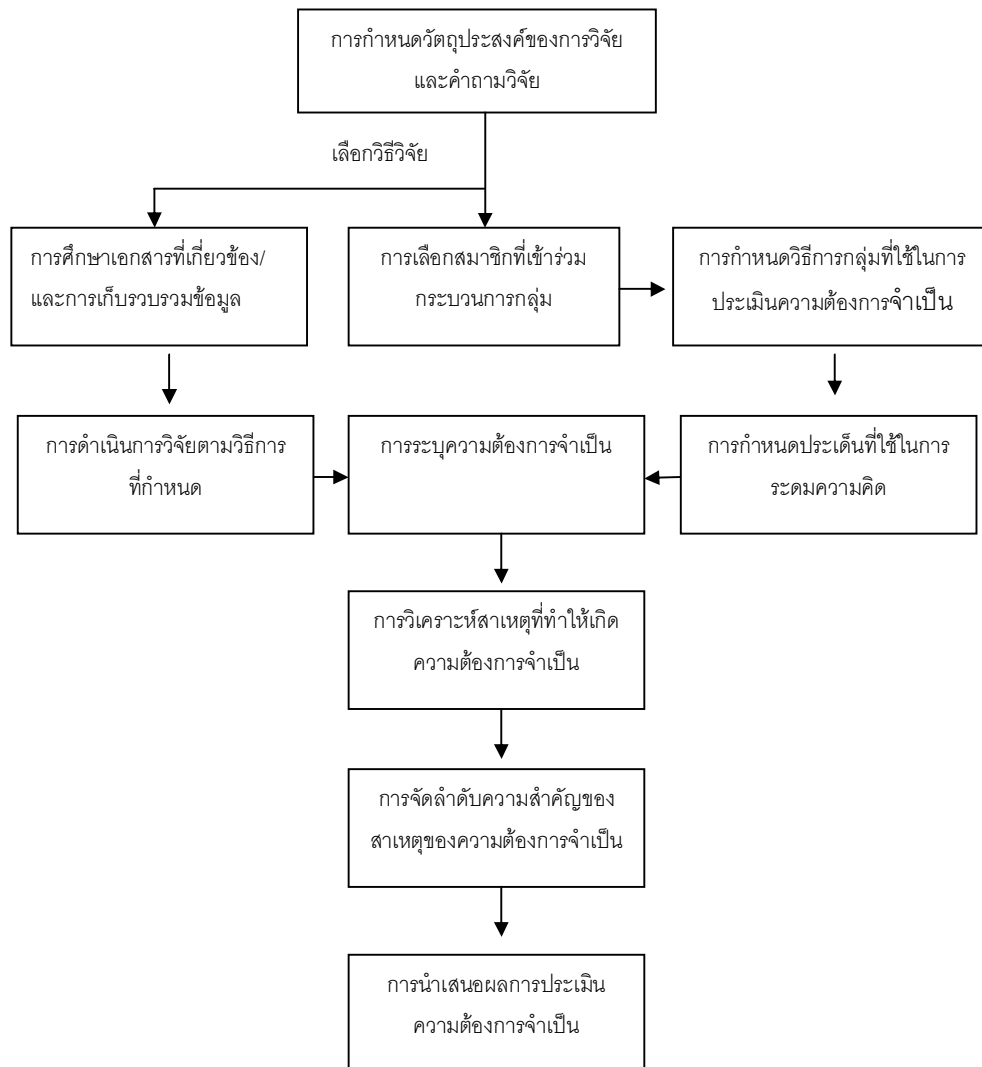 การกำหนดวัตถุประสงค์ของการวิจัย
และคำถามวิจัย
เลือกวิธีวิจัย
การศึกษาเอกสารที่เกี่ยวข้อง/
และการเก็บรวบรวมข้อมูล
การเลือกสมาชิกที่เข้าร่วม
กระบวนการกลุ่ม
การกำหนดวิธีการกลุ่มที่ใช้ในการ
ประเมินความต้องการจำเป็น
การดำเนินการวิจัยตามวิธีการ
ที่กำหนด
การระบุความต้องการจำเป็น
การกำหนดประเด็นที่ใช้ในการ
ระดมความคิด
การวิเคราะห์สาเหตุที่ทำให้เกิด
ความต้องการจำเป็น
การจัดลำดับความสำคัญของ
สาเหตุของความต้องการจำเป็น
การนำเสนอผลการประเมิน
ความต้องการจำเป็น